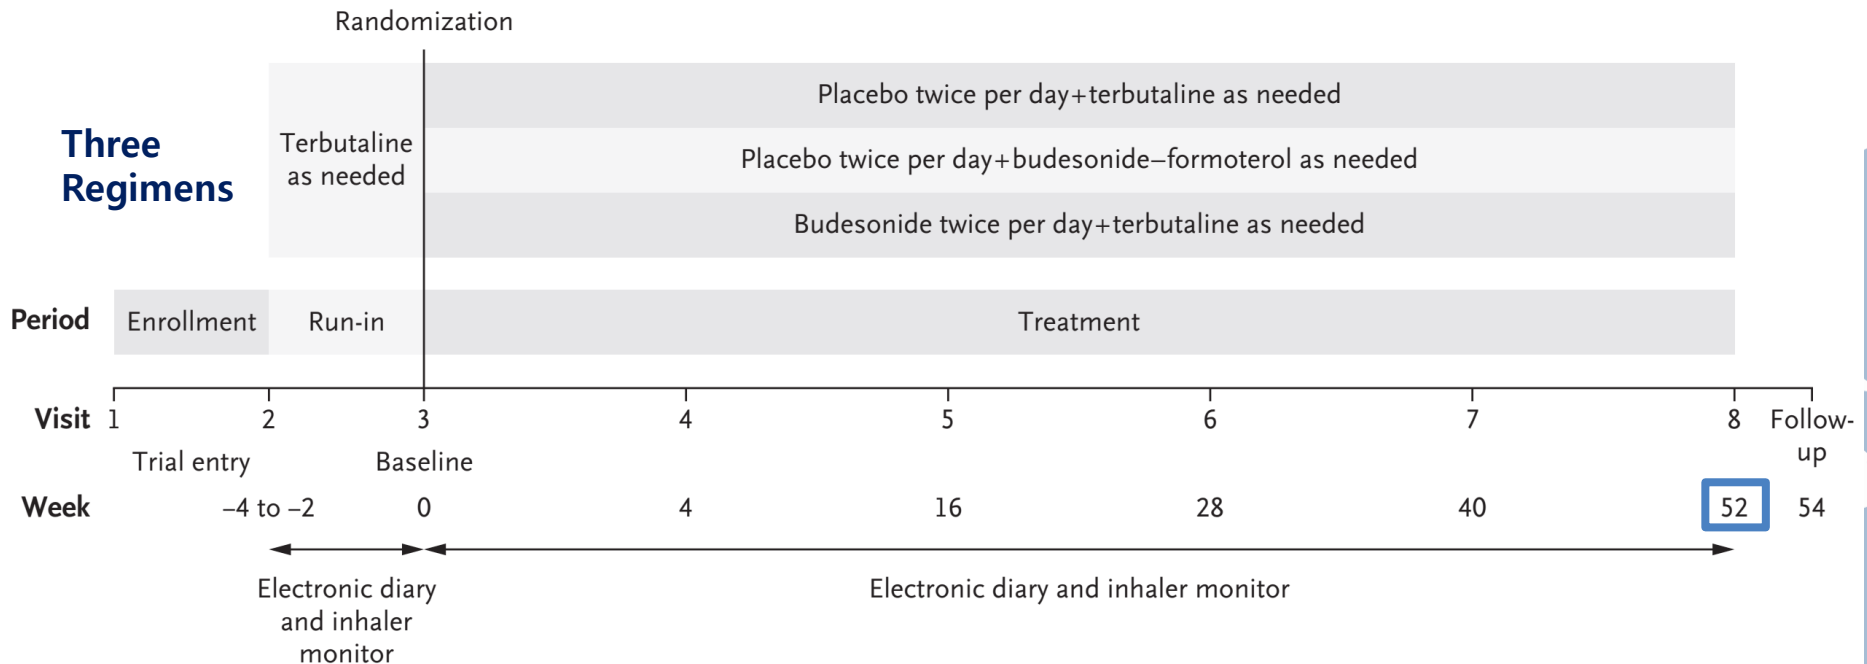 Randomization
Three
Regimens
Terbutaline
as needed
Placebo twice per day+terbutaline as needed
Placebo twice per day+budesonide–formoterol as needed
Budesonide twice per day+terbutaline as needed
Period Enrollment Run-in Treatment
Visit 1 2 3 4 5 6 7 8 Follow-
up
Trial entry Baseline
Week –4 to –2 0 4 16 28 40 52 54
Electronic diary
and inhaler
monitor
Electronic diary and inhaler monitor